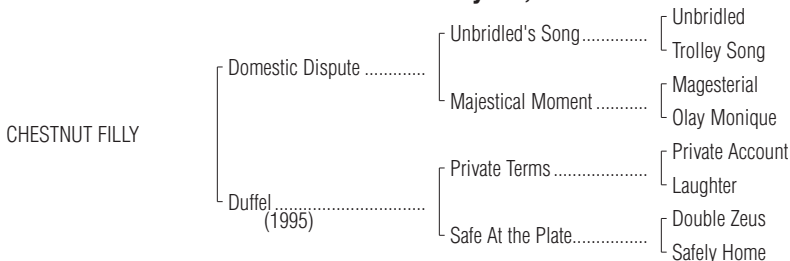 Unbridled
Unbridled's Song..............
Trolley Song
Domestic Dispute .............
Magesterial
Majestical Moment ...........
Olay Monique
CHESTNUT FILLY
Private Account
Private Terms ....................
Laughter
Duffel ................................
(1995)
Double Zeus
Safe At the Plate................
Safely Home